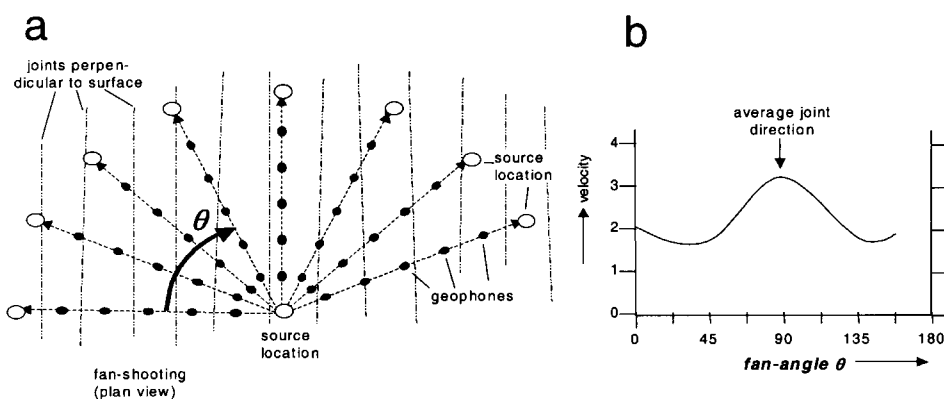 a
joints perpen-
dicular to surface
θ
source
location
geophones
source
location
fan-shooting
(plan view)
b
average joint
direction
velocity
4
3
2
1
0
0 45 90 135 180
fan-angle θ